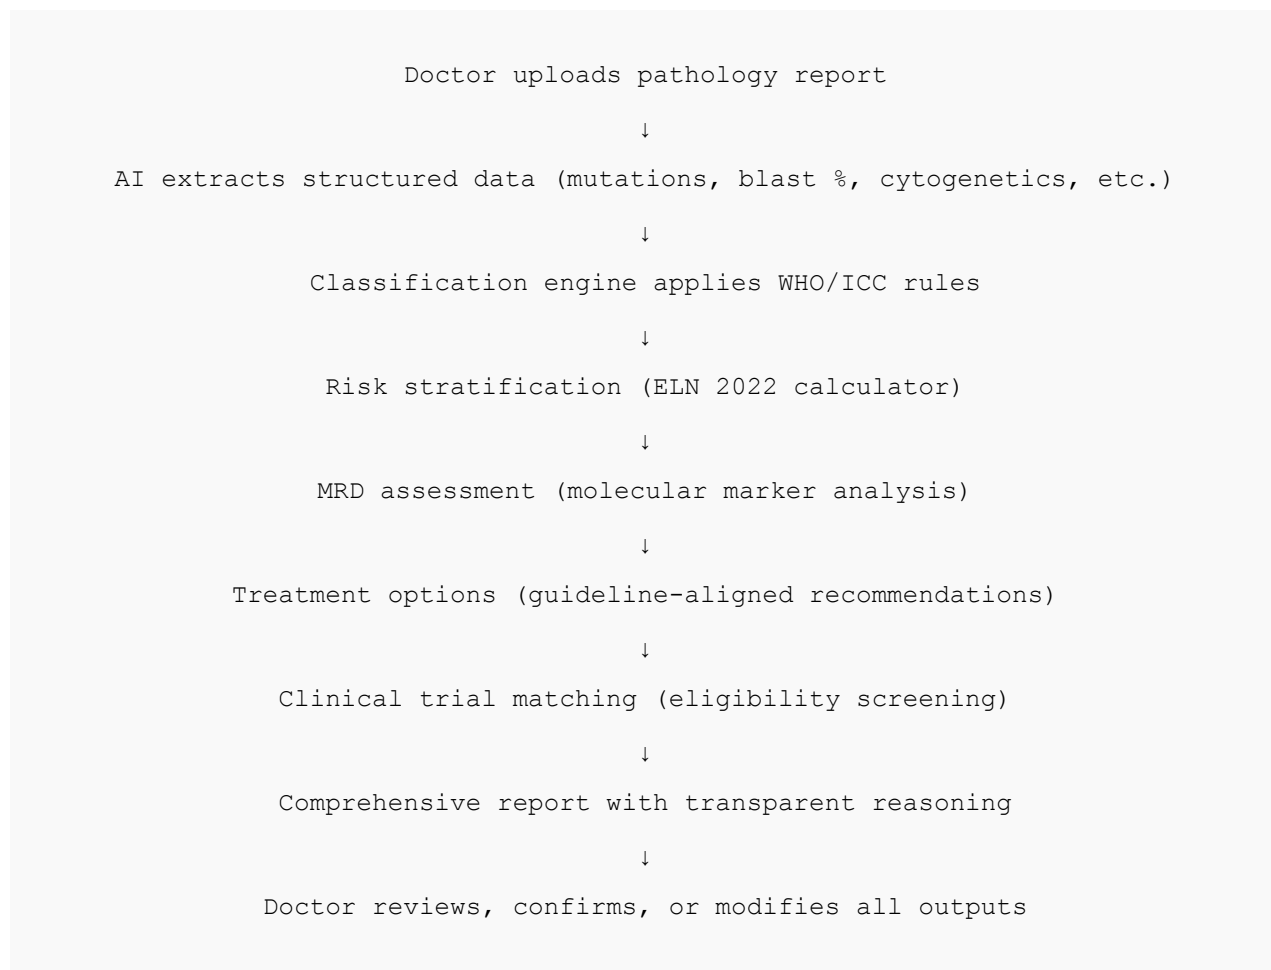 Doctor uploads pathology report
↓
AI extracts structured data (mutations, blast %, cytogenetics, etc.)
↓
Classification engine applies WHO/ICC rules
↓
Risk stratification (ELN 2022 calculator)
↓
MRD assessment (molecular marker analysis)
↓
Treatment options (guideline-aligned recommendations)
↓
Clinical trial matching (eligibility screening)
↓
Comprehensive report with transparent reasoning
↓
Doctor reviews, confirms, or modifies all outputs